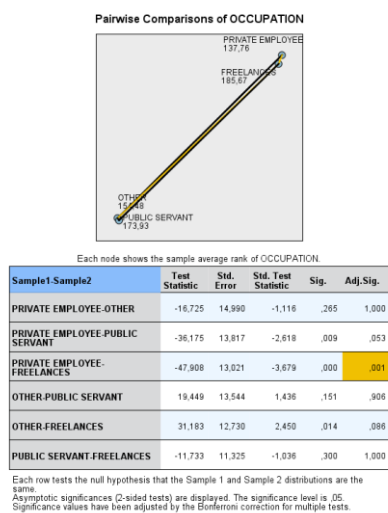 Pairwise Comparisons of OCCUPATION
PRIVATE EMPLOYEE
137,76
FREELANCES
185,67
OTHER
PUBLIC SERVANT
173,93
Each node shows the sample average rank of OCCUPATION.
Sample1-Sample2 Test Statistic Std. Error Std. Test Statistic Sig. Adj.Sig.
PRIVATE EMPLOYEE-OTHER -16,725 14,990 -1,116 ,265 1,000
PRIVATE EMPLOYEE-PUBLIC
SERVANT -36,175 13,817 -2,618 ,009 ,053
PRIVATE EMPLOYEE-
FREELANCES -47,908 13,021 -3,679 ,000 ,001
OTHER-PUBLIC SERVANT 19,449 13,544 1,436 ,151 ,906
OTHER-FREELANCES 31,183 12,730 2,450 ,014 ,086
PUBLIC SERVANT-FREELANCES -11,733 11,325 -1,036 ,300 1,000
Each row tests the null hypothesis that the Sample 1 and Sample 2 distributions are the
same.
Asymptotic significances (2-sided tests) are displayed. The significance level is ,05.
Significance values have been adjusted by the Bonferroni correction for multiple tests.